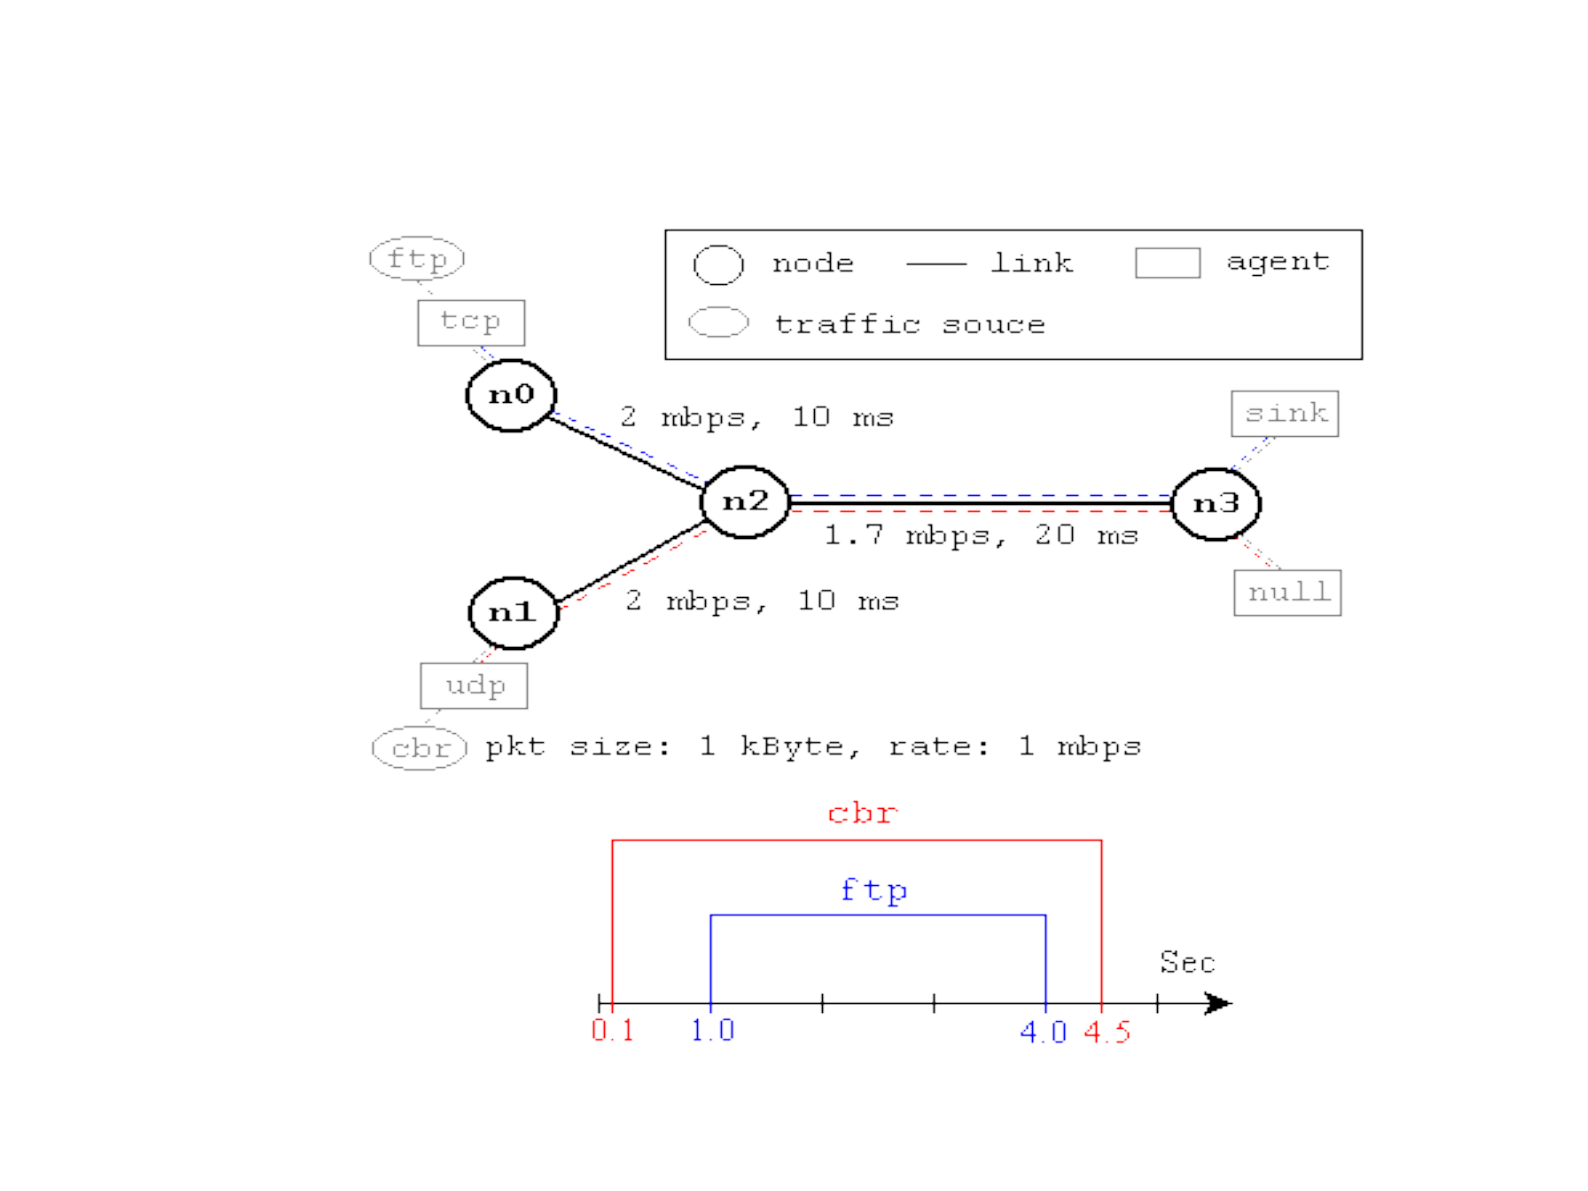 ftp
node link agent
traffic souce
tcp
n0
2 mbps, 10 ms
sink
n2
n3
1.7 mbps, 20 ms
n1
2 mbps, 10 ms
null
udp
cbr pkt size: 1 kByte, rate: 1 mbps
cbr
ftp
Sec
0.1 1.0 4.0 4.5